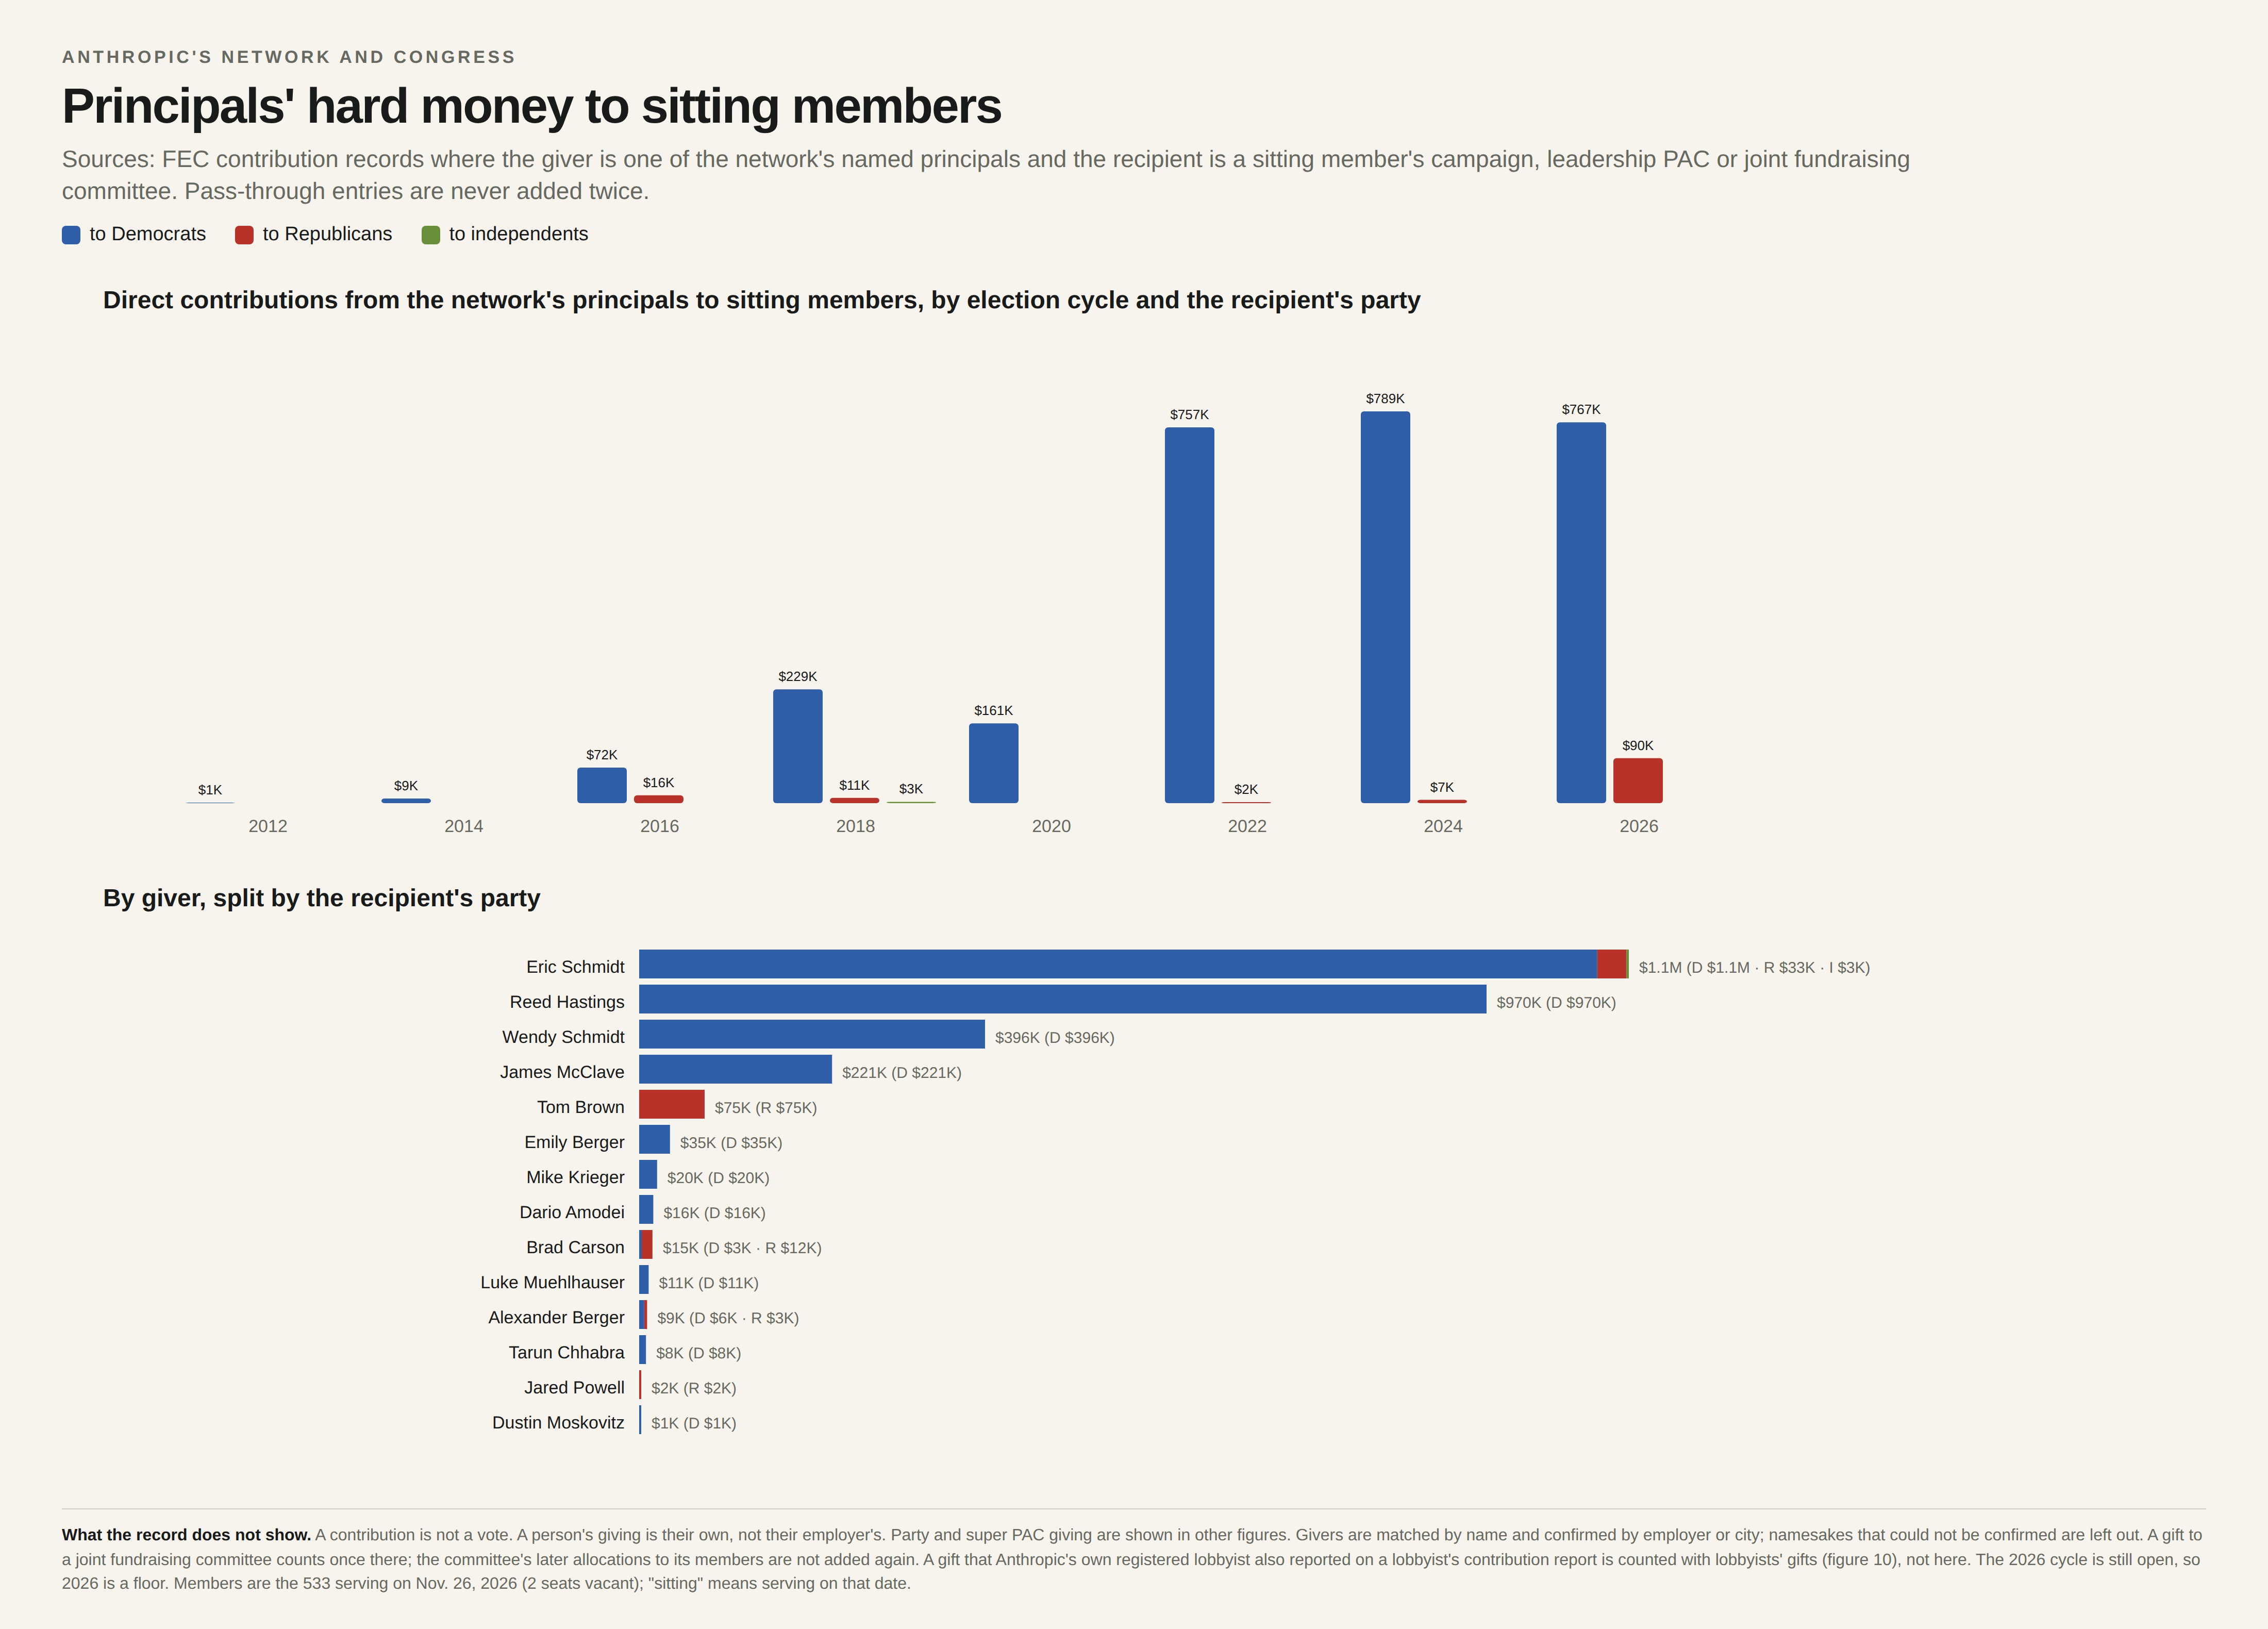 ANTHROPIC'S NETWORK AND CONGRESS
Principals' hard money to sitting members
Sources: FEC contribution records where the giver is one of the network's named principals and the recipient is a sitting member's campaign, leadership PAC or joint fundraising
committee. Pass-through entries are never added twice.
to Democrats to Republicans to independents
Direct contributions from the network's principals to sitting members, by election cycle and the recipient's party
$1K
$9K
$72K $16K
$229K $11K $3K
$161K
$757K $2K
$789K $7K
$767K $90K
2012 2014 2016 2018 2020 2022 2024 2026
By giver, split by the recipient's party
Eric Schmidt $1.1M (D $1.1M · R $33K · I $3K)
Reed Hastings $970K (D $970K)
Wendy Schmidt $396K (D $396K)
James McClave $221K (D $221K)
Tom Brown $75K (R $75K)
Emily Berger $35K (D $35K)
Mike Krieger $20K (D $20K)
Dario Amodei $16K (D $16K)
Brad Carson $15K (D $3K · R $12K)
Luke Muehlhauser $11K (D $11K)
Alexander Berger $9K (D $6K · R $3K)
Tarun Chhabra $8K (D $8K)
Jared Powell $2K (R $2K)
Dustin Moskovitz $1K (D $1K)
What the record does not show. A contribution is not a vote. A person's giving is their own, not their employer's. Party and super PAC giving are shown in other figures. Givers are matched by name and confirmed by employer or city; namesakes that could not be confirmed are left out. A gift to
a joint fundraising committee counts once there; the committee's later allocations to its members are not added again. A gift that Anthropic's own registered lobbyist also reported on a lobbyist's contribution report is counted with lobbyists' gifts (figure 10), not here. The 2026 cycle is still open, so
2026 is a floor. Members are the 533 serving on Nov. 26, 2026 (2 seats vacant); "sitting" means serving on that date.